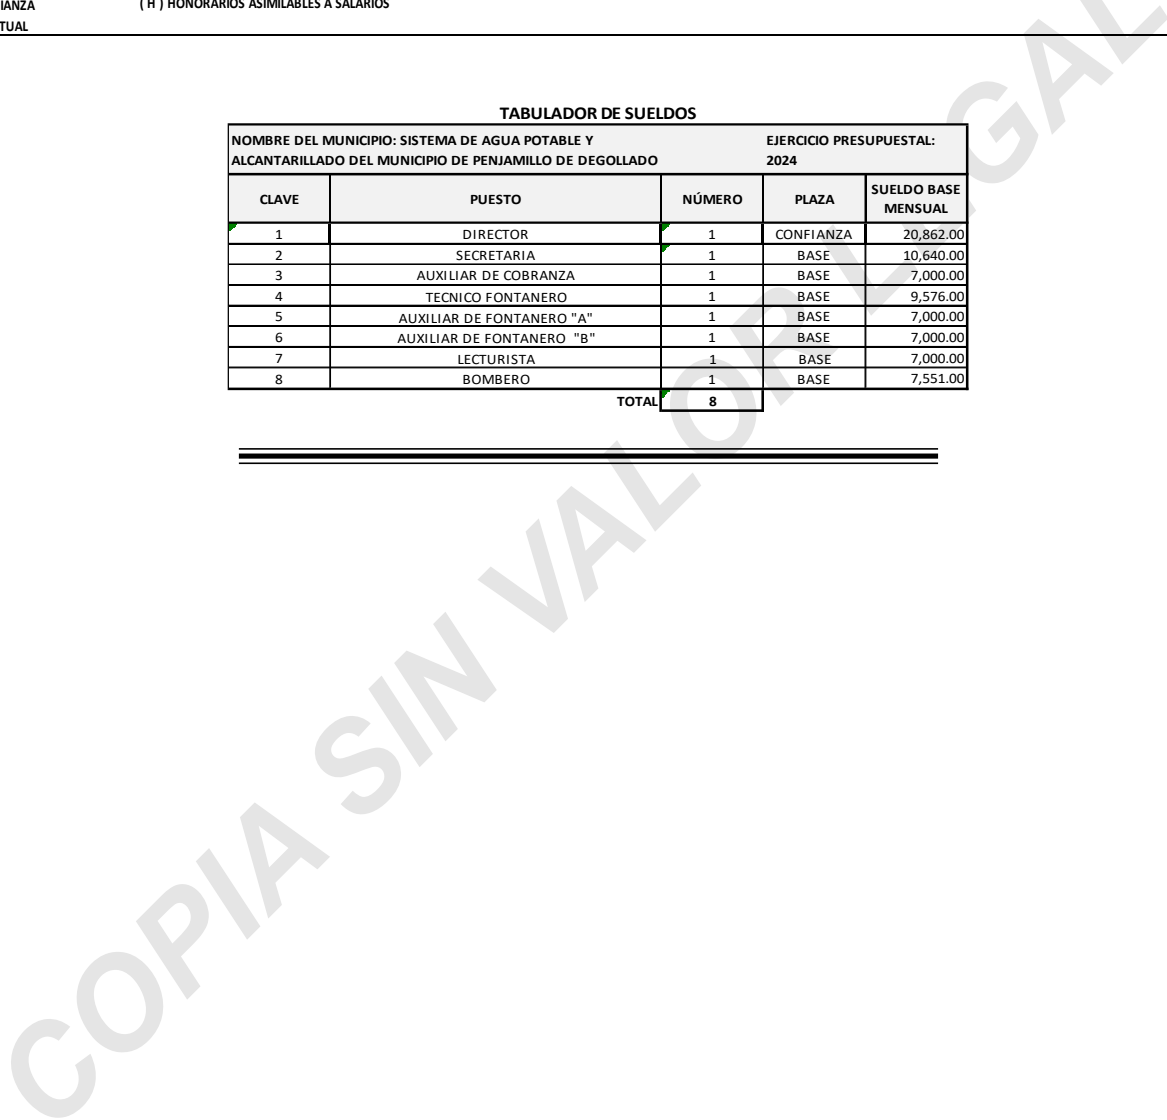 IANZA ( H ) HONORARIOS ASIMILABLES A SALARIOS
TUAL
TABULADOR DE SUELDOS
NOMBRE DEL MUNICIPIO: SISTEMA DE AGUA POTABLE Y ALCANTARILLADO DEL MUNICIPIO DE PENJAMILLO DE DEGOLLADO EJERCICIO PRESUPUESTAL: 2024
CLAVE PUESTO NÚMERO PLAZA SUELDO BASE MENSUAL
1 DIRECTOR 1 CONFIANZA 20,862.00
2 SECRETARIA 1 BASE 10,640.00
3 AUXILIAR DE COBRANZA 1 BASE 7,000.00
4 TECNICO FONTANERO 1 BASE 9,576.00
5 AUXILIAR DE FONTANERO "A" 1 BASE 7,000.00
6 AUXILIAR DE FONTANERO "B" 1 BASE 7,000.00
7 LECTURISTA 1 BASE 7,000.00
8 BOMBERO 1 BASE 7,551.00
TOTAL 8
COPIA SIN VALOR LEGAL